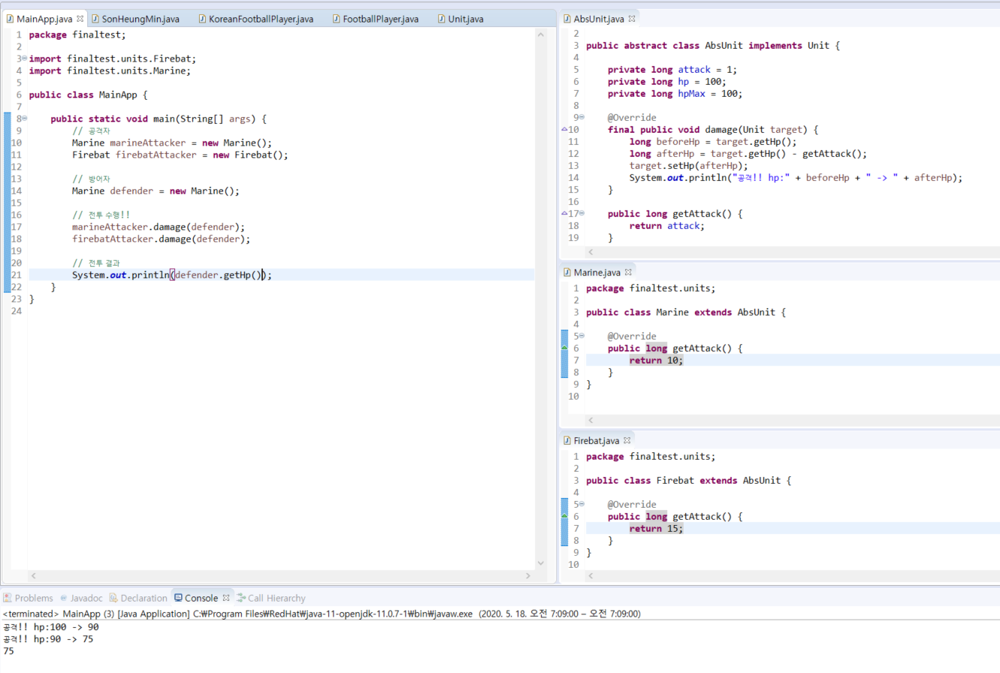 MainApp.java SonHeungMin.java KoreanFootballPlayer.java FootballPlayer.java Unit.java
1 package finaltest;
2
3 import finaltest.units.Firebat;
4 import finaltest.units.Marine;
5
6 public class MainApp {
7
8 public static void main(String[] args) {
9 // 공격자
10 Marine marineAttacker = new Marine();
11 Firebat firebatAttacker = new Firebat();
12
13 // 방어자
14 Marine defender = new Marine();
15
16 // 전투 수행!!
17 marineAttacker.damage(defender);
18 firebatAttacker.damage(defender);
19
20 // 전투 결과
21 System.out.println(defender.getHp());
22 }
23 }
24
AbsUnit.java
2
3 public abstract class AbsUnit implements Unit {
4
5 private long attack = 1;
6 private long hp = 100;
7 private long hpMax = 100;
8
9 @Override
10 final public void damage(Unit target) {
11 long beforeHp = target.getHp();
12 long afterHp = target.getHp() - getAttack();
13 target.setHp(afterHp);
14 System.out.println("공격!! hp:" + beforeHp + " -> " + afterHp);
15 }
16
17 public long getAttack() {
18 return attack;
19 }
Marine.java
1 package finaltest.units;
2
3 public class Marine extends AbsUnit {
4
5 @Override
6 public long getAttack() {
7 return 10;
8 }
9 }
10
Firebat.java
1 package finaltest.units;
2
3 public class Firebat extends AbsUnit {
4
5 @Override
6 public long getAttack() {
7 return 15;
8 }
9 }
10
Problems @ Javadoc Declaration Console Call Hierarchy
<terminated> MainApp (3) [Java Application] C:₩Program Files₩RedHat₩java-11-openjdk-11.0.7-1₩bin₩javaw.exe (2020. 5. 18. 오전 7:09:00 – 오전 7:09:00)
공격!! hp:100 -> 90
공격!! hp:90 -> 75
75